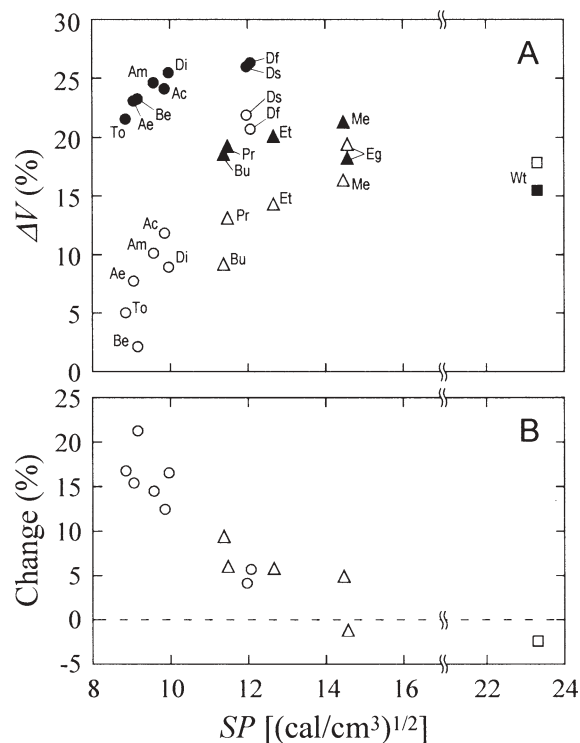 30
A
Df
Di
Am
Ds
25
Ac
Ds
Be
To
Ae
Df
Et
Me
20
Pr
Eg
Bu
Wt
ΔV (%)
Me
15
Et
Pr
Ac
Am
10
Di
Bu
Ae
To
5
Be
0
25
B
20
15
Change (%)
10
5
0
-5
8 10 12 14 16 22 24
SP [(cal/cm³)¹/²]